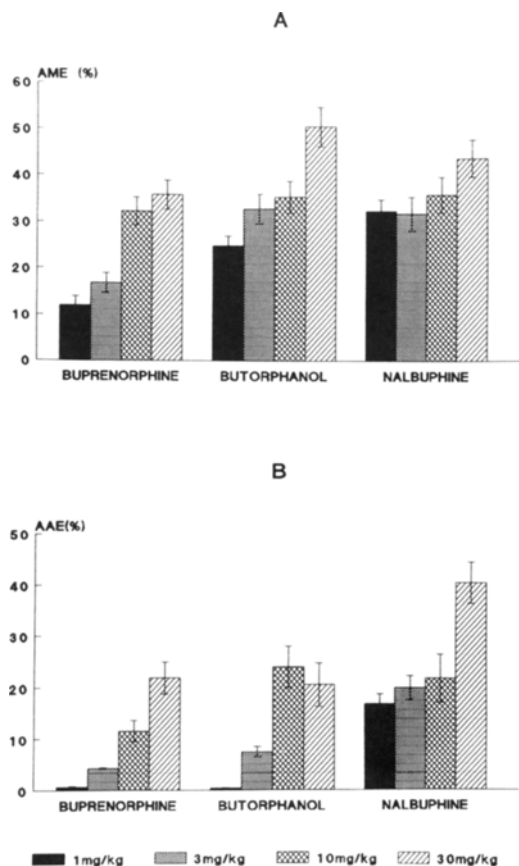 A
AME (%)
60
50
40
30
20
10
0
BUPRENORPHINE BUTORPHANOL NALBUPHINE
B
AAE(%)
50
40
30
20
10
0
BUPRENORPHINE BUTORPHANOL NALBUPHINE
1mg/kg 3mg/kg 10mg/kg 30mg/kg